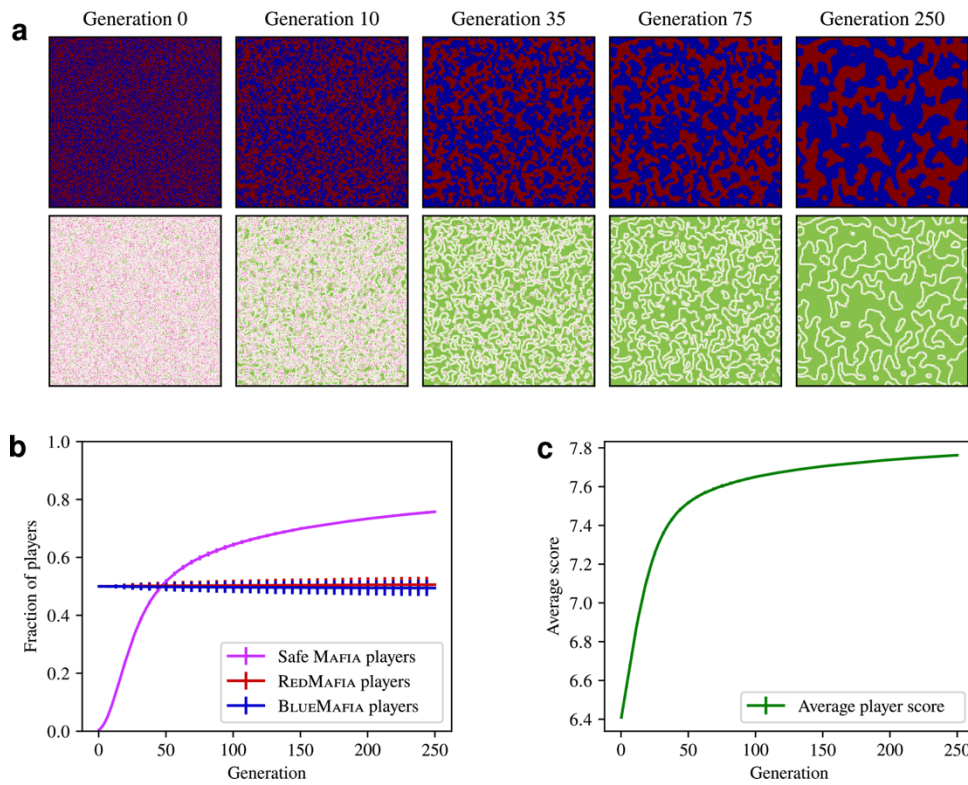 Generation 0 Generation 10 Generation 35 Generation 75 Generation 250
a
b
1.0
0.8
0.6
0.4
0.2
0.0
Fraction of players
Safe MAFIA players
REDMAFIA players
BLUEMAFIA players
0 50 100 150 200 250
Generation
c
7.8
7.6
7.4
7.2
7.0
6.8
6.6
6.4
Average score
Average player score
0 50 100 150 200 250
Generation